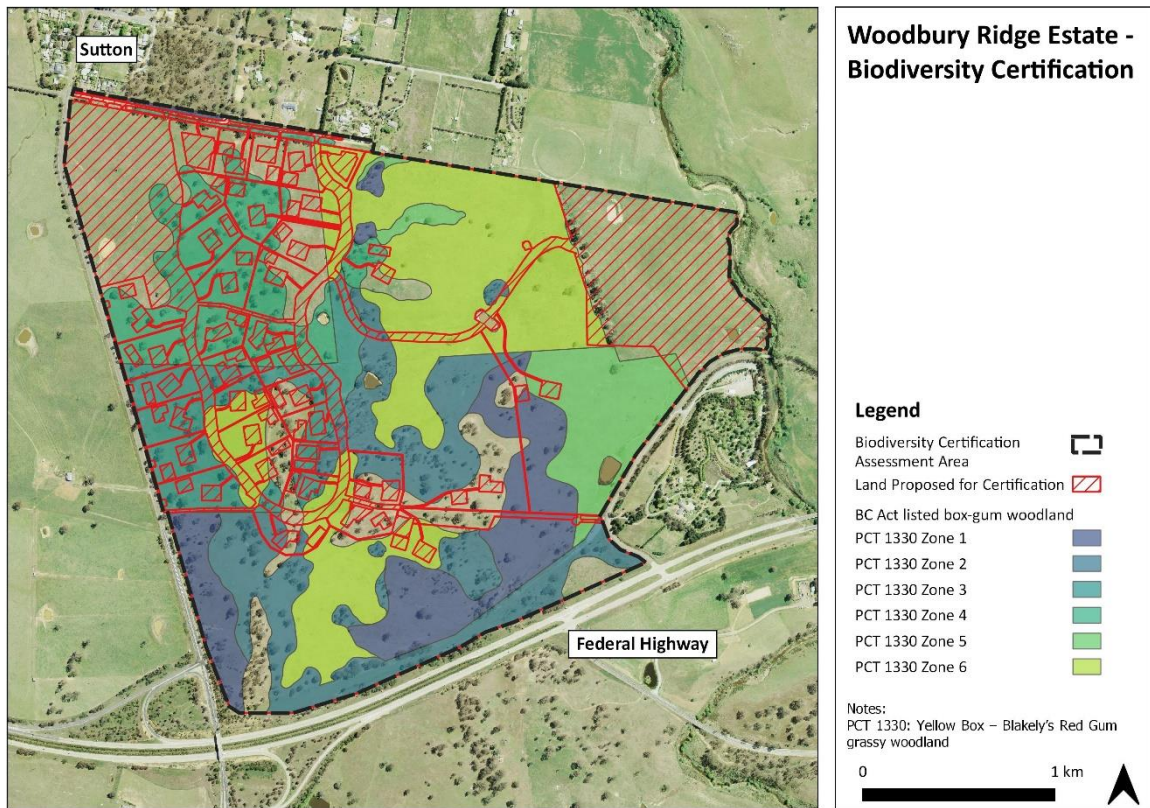 Woodbury Ridge Estate -
Biodiversity Certification
Sutton
Federal Highway
Legend
Biodiversity Certification
Assessment Area
Land Proposed for Certification
BC Act listed box-gum woodland
PCT 1330 Zone 1
PCT 1330 Zone 2
PCT 1330 Zone 3
PCT 1330 Zone 4
PCT 1330 Zone 5
PCT 1330 Zone 6
Notes:
PCT 1330: Yellow Box – Blakely's Red Gum
grassy woodland
0 1 km